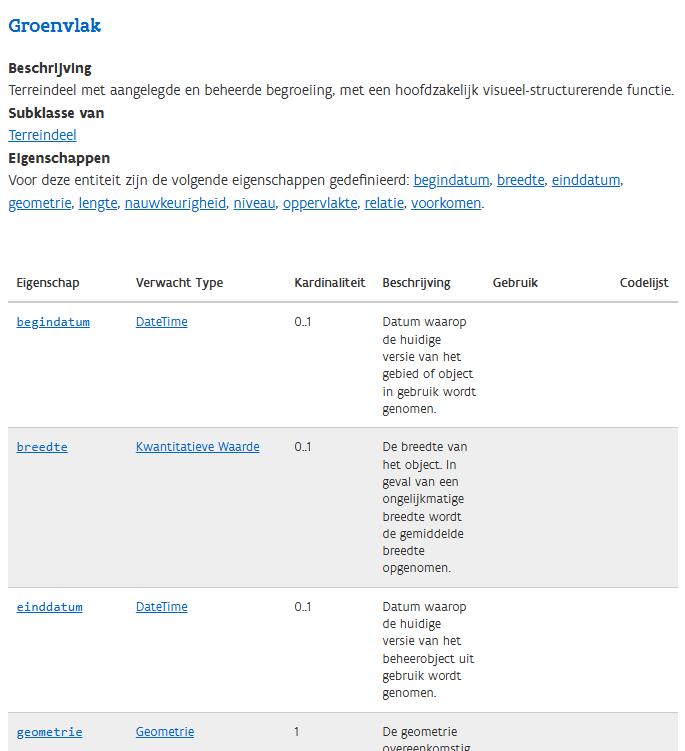 Groenvlak
Beschrijving
Terreindeel met aangelegde en beheerde begroeiing, met een hoofdzakelijk visueel-structurerende functie.
Subklasse van
Terreindeel
Eigenschappen
Voor deze entiteit zijn de volgende eigenschappen gedefinieerd: begindatum, breedte, einddatum,
geometrie, lengte, nauwkeurigheid, niveau, oppervlakte, relatie, voorkomen.
Eigenschap Verwacht Type Kardinaliteit Beschrijving Gebruik Codelijst
begindatum DateTime 0..1 Datum waarop
de huidige
versie van het
gebied of object
in gebruik wordt
genomen.
breedte Kwantitatieve Waarde 0..1 De breedte van
het object. In
geval van een
ongelijkmatige
breedte wordt
de gemiddelde
breedte
opgenomen.
einddatum DateTime 0..1 Datum waarop
de huidige
versie van het
beheerobject uit
gebruik wordt
genomen.
geometrie Geometrie 1 De geometrie
overeenkomstig